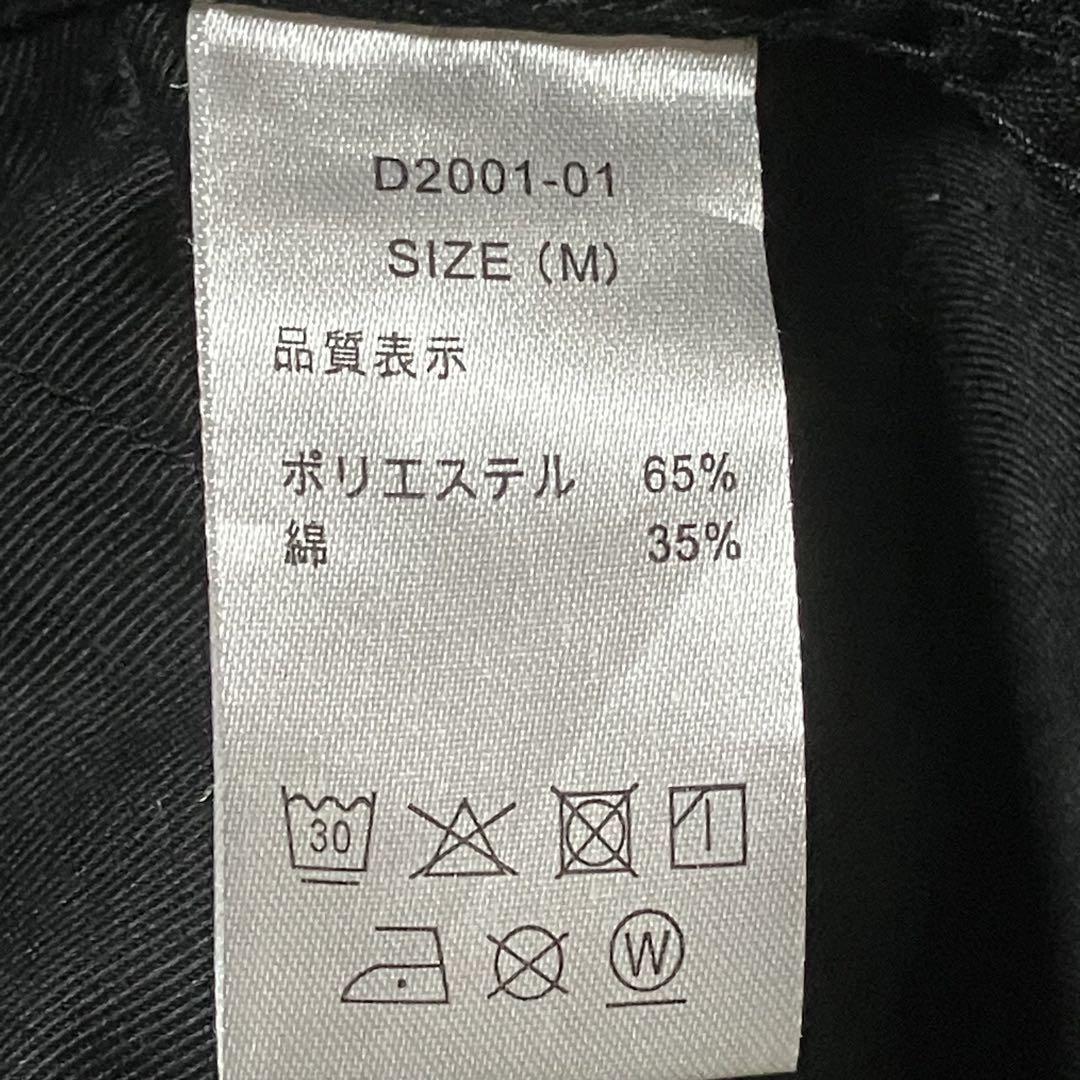 D2001-01
SIZE (M)
品質表示
ポリエステル 65%
綿 35%
30
W